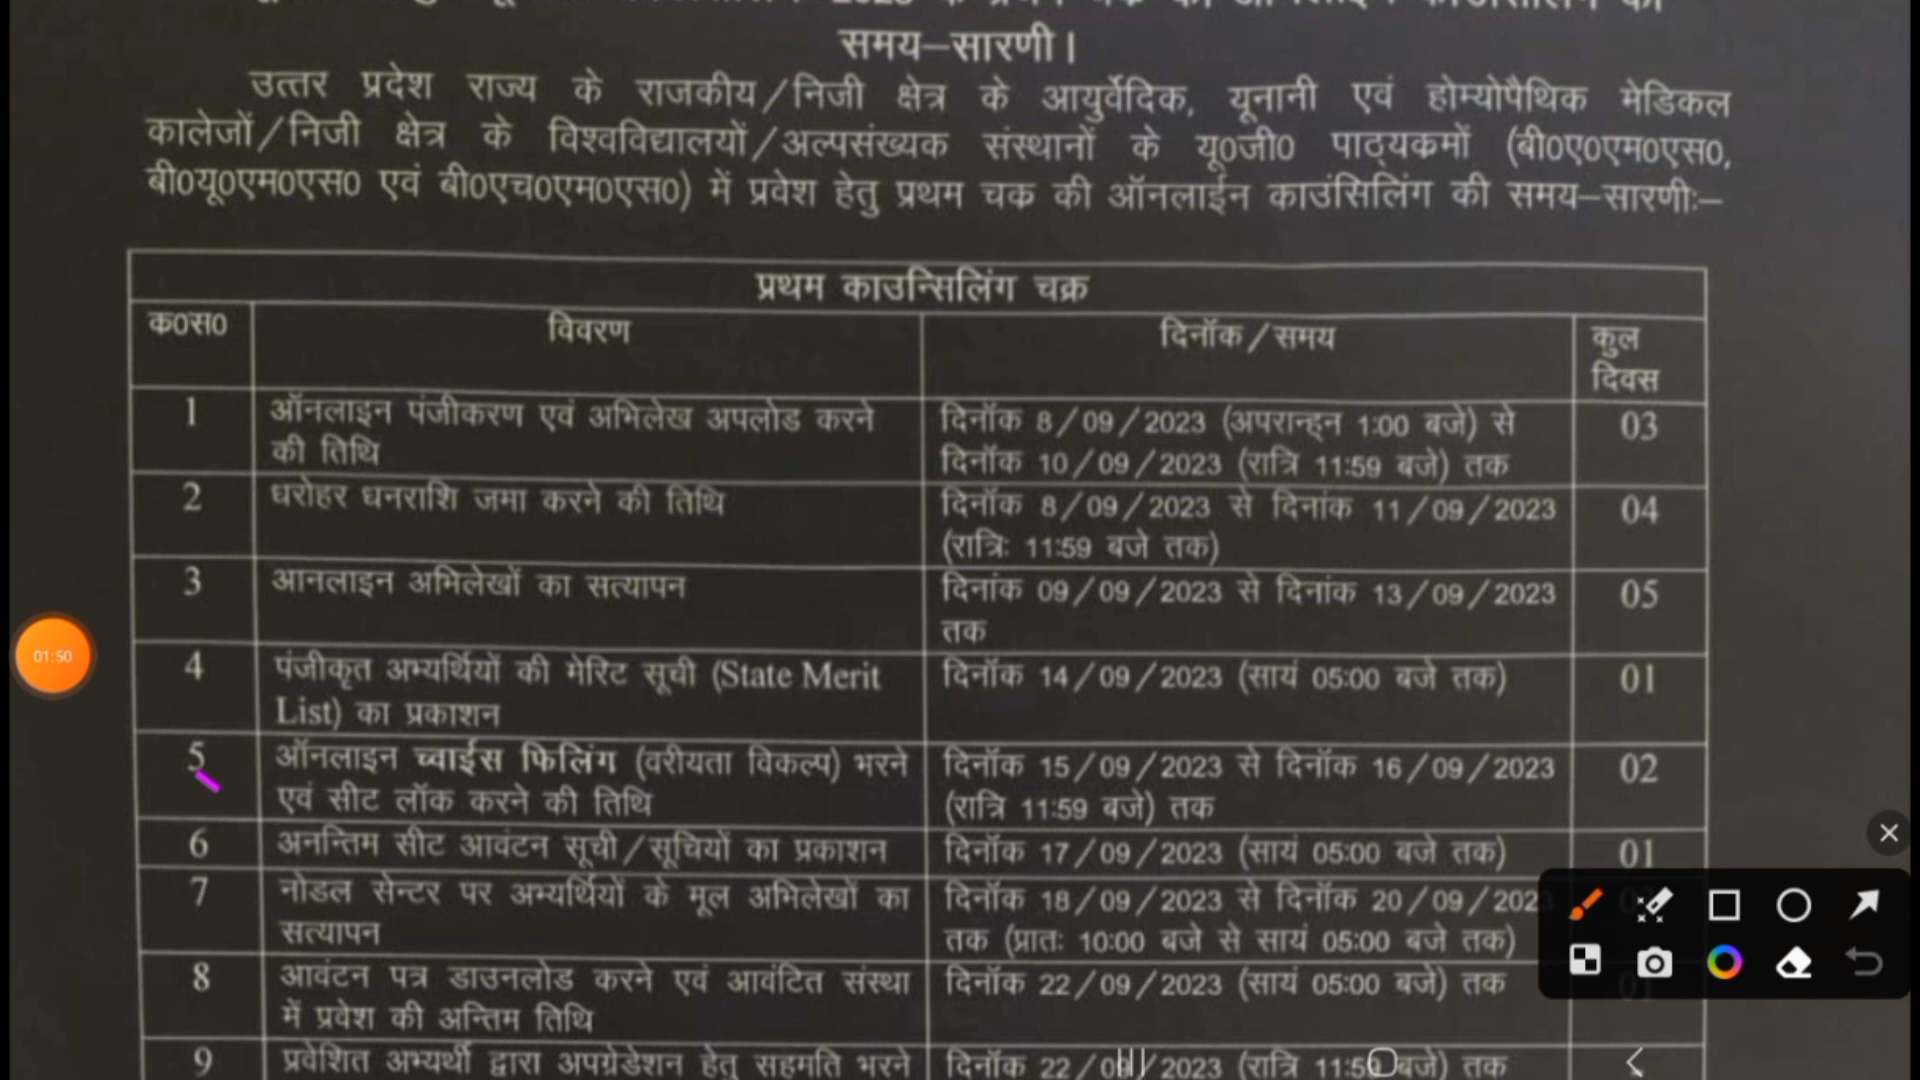 समय–सारणी।
उत्तर प्रदेश राज्य के राजकीय/निजी क्षेत्र के आयुर्वेदिक, यूनानी एवं होम्योपैथिक मेडिकल
कालेजों/निजी क्षेत्र के विश्वविद्यालयों/अल्पसंख्यक संस्थानों के यू0जी0 पाठ्यक्रमों (बी0ए0एम0एस0,
बी0यू0एम0एस0 एवं बी0एच0एम0एस0) में प्रवेश हेतु प्रथम चक्र की ऑनलाईन काउंसिलिंग की समय–सारणीः–
प्रथम काउन्सिलिंग चक्र
क0स0 विवरण दिनॉक/समय कुल
दिवस
1 ऑनलाइन पंजीकरण एवं अभिलेख अपलोड करने दिनॉक 8/09/2023 (अपरान्ह्न 1:00 बजे) से 03
की तिथि दिनॉक 10/09/2023 (रात्रि 11:59 बजे) तक
2 धरोहर धनराशि जमा करने की तिथि दिनॉक 8/09/2023 से दिनांक 11/09/2023 04
(रात्रिः 11:59 बजे तक)
3 आनलाइन अभिलेखों का सत्यापन दिनांक 09/09/2023 से दिनांक 13/09/2023 05
तक
4 पंजीकृत अभ्यर्थियों की मेरिट सूची (State Merit दिनॉक 14/09/2023 (सायं 05:00 बजे तक) 01
List) का प्रकाशन
5 ऑनलाइन च्वाईस फिलिंग (वरीयता विकल्प) भरने दिनॉक 15/09/2023 से दिनॉक 16/09/2023 02
एवं सीट लॉक करने की तिथि (रात्रि 11:59 बजे) तक
01:50
6 अनन्तिम सीट आवंटन सूची/सूचियों का प्रकाशन दिनॉक 17/09/2023 (सायं 05:00 बजे तक) 01
7 नोडल सेन्टर पर अभ्यर्थियों के मूल अभिलेखों का दिनॉक 18/09/2023 से दिनॉक 20/09/2023
सत्यापन तक (प्रातः 10:00 बजे से सायं 05:00 बजे तक)
8 आवंटन पत्र डाउनलोड करने एवं आवंटित संस्था दिनॉक 22/09/2023 (सायं 05:00 बजे) तक
में प्रवेश की अन्तिम तिथि
9 प्रवेशित अभ्यर्थी द्वारा अपग्रेडेशन हेतु सहमति भरने दिनॉक 22/09/2023 (रात्रि 11:59 बजे) तक